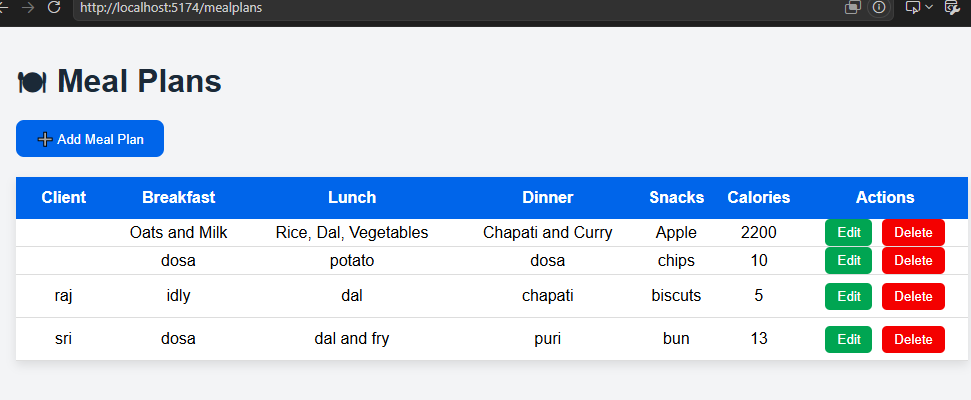 http://localhost:5174/mealplans
🍽 Meal Plans
➕ Add Meal Plan
Client Breakfast Lunch Dinner Snacks Calories Actions
Oats and Milk Rice, Dal, Vegetables Chapati and Curry Apple 2200 Edit Delete
dosa potato dosa chips 10 Edit Delete
raj idly dal chapati biscuts 5 Edit Delete
sri dosa dal and fry puri bun 13 Edit Delete